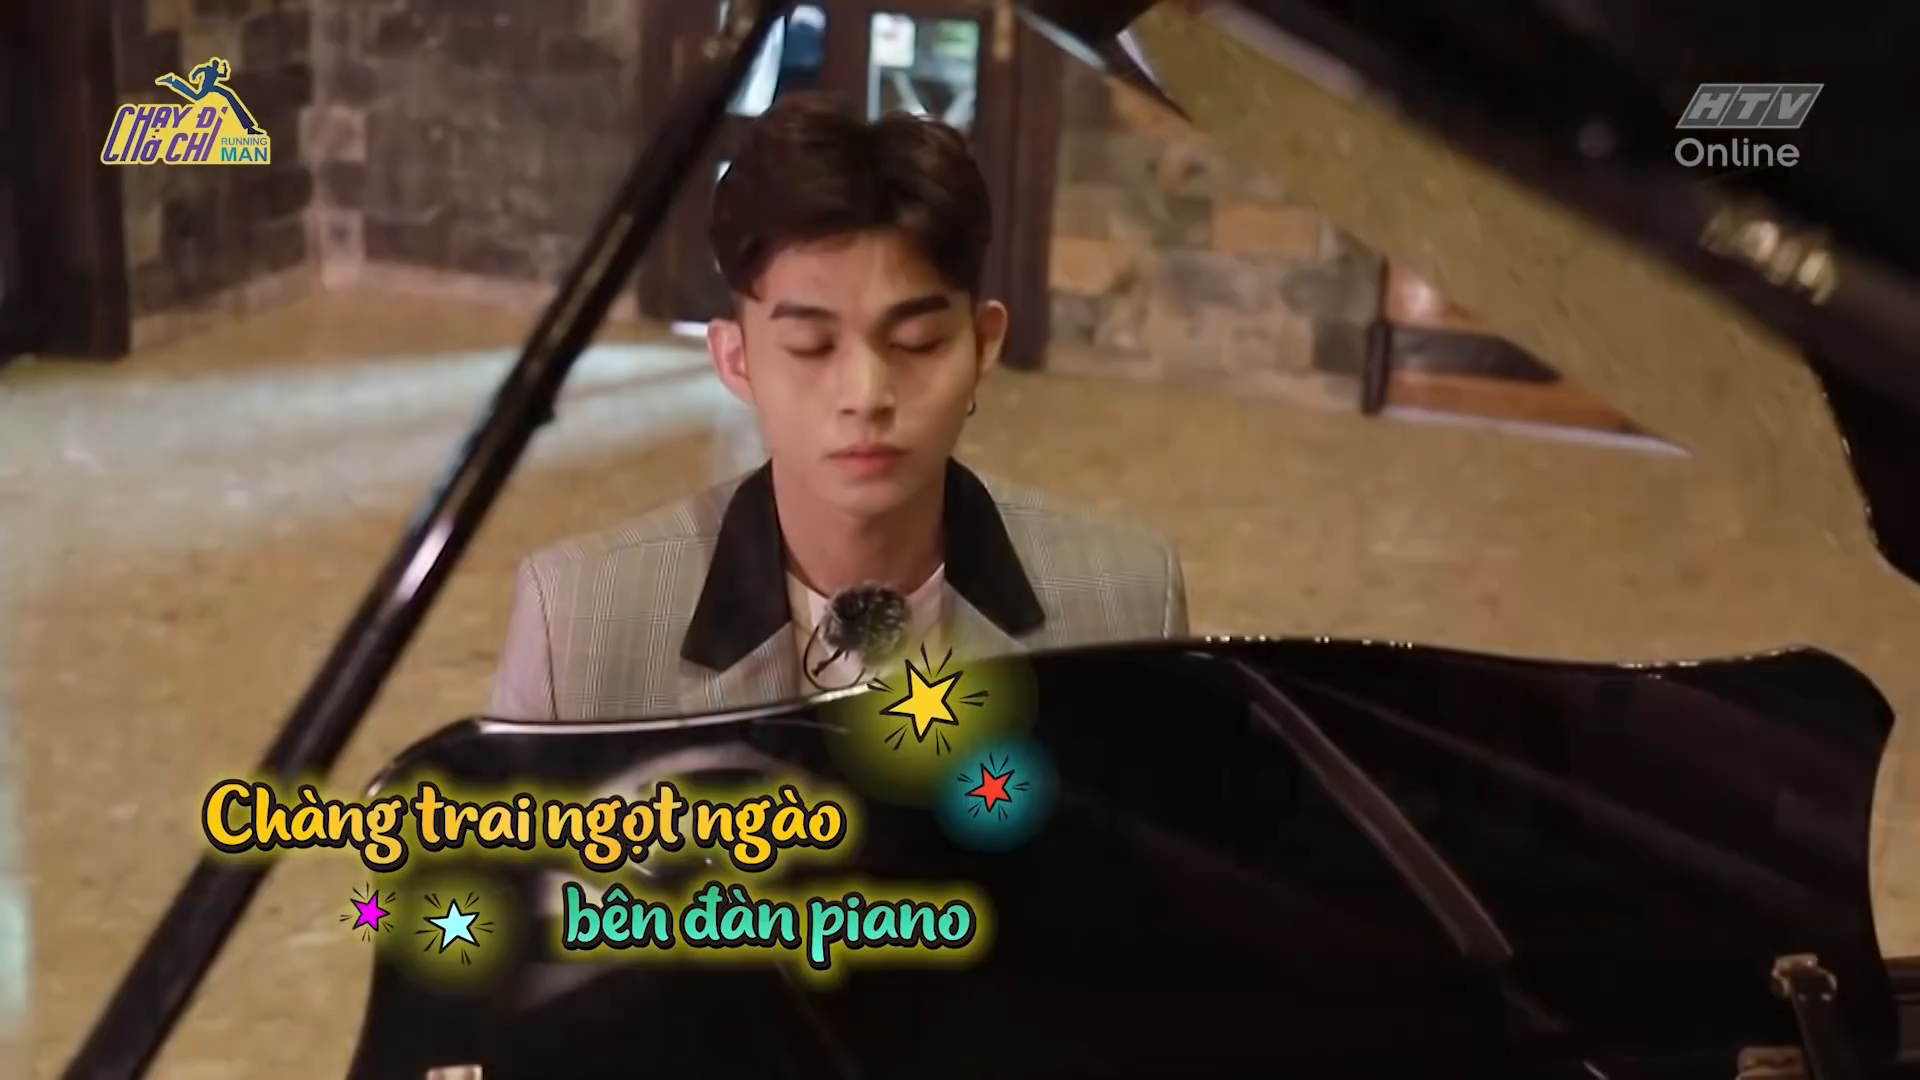 CHẠY ĐI
CHỜ CHI
RUNNING
MAN
HTV
Online
Chàng trai ngọt ngào
bên đàn piano